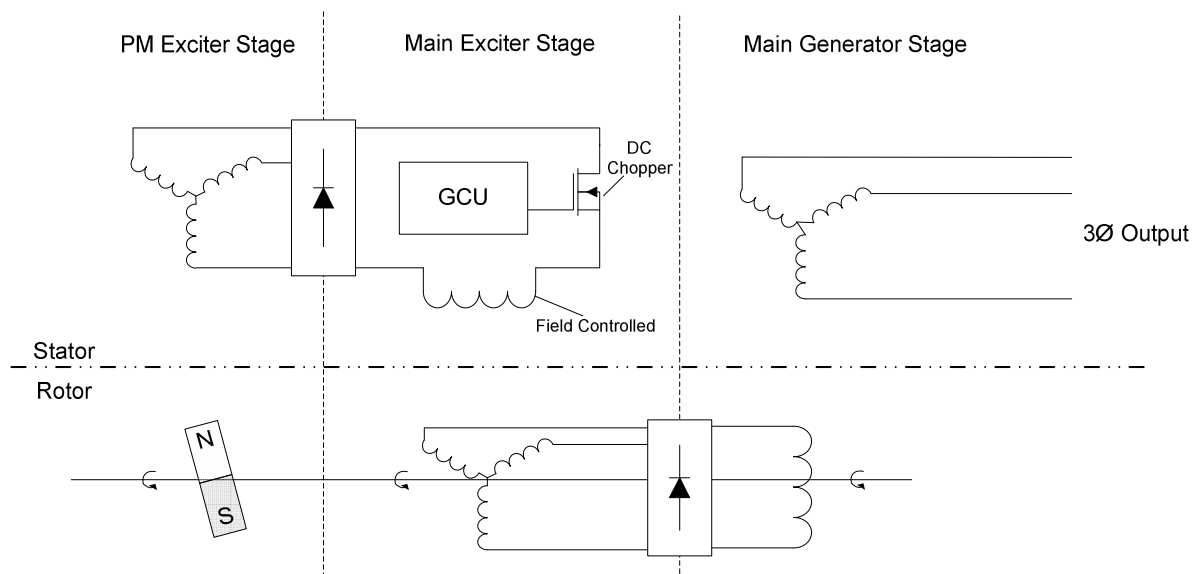 PM Exciter Stage
Main Exciter Stage
Main Generator Stage
DC
Chopper
GCU
3Ø Output
Field Controlled
Stator
Rotor
N
S